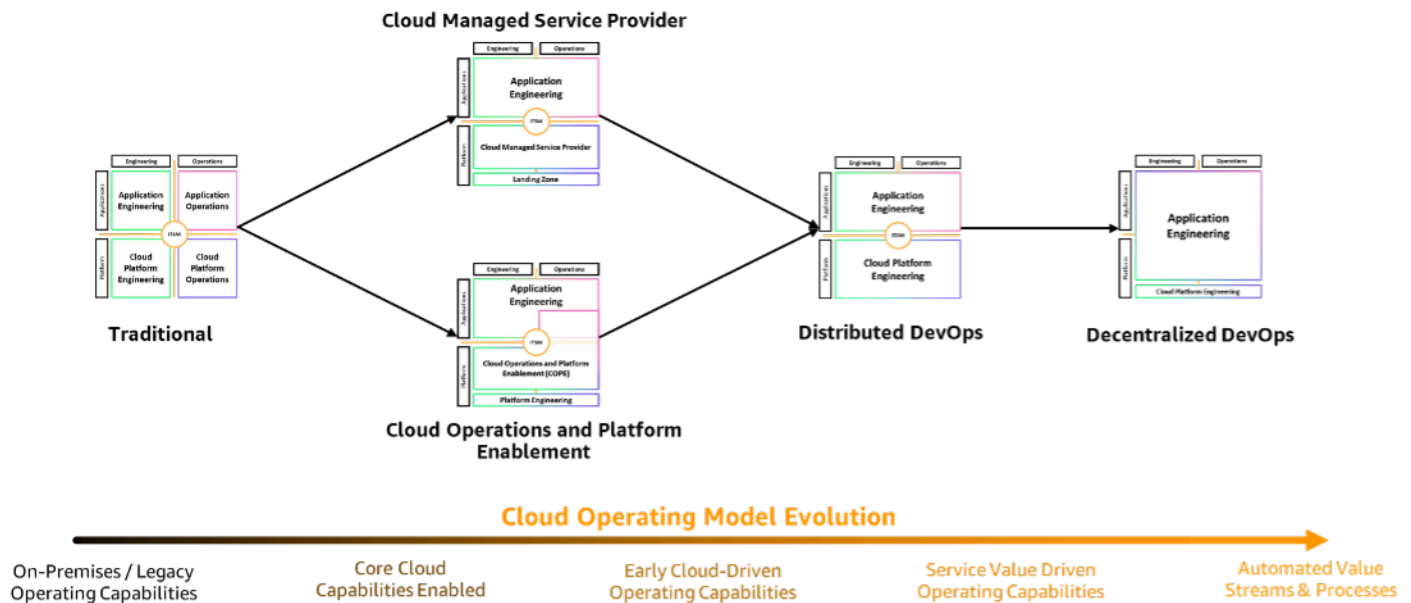 Cloud Managed Service Provider
Engineering
Operations
Applications
Application
Engineering
ITSM
Platform
Cloud Managed Service Provider
Landing Zone
Engineering
Operations
Applications
Application
Engineering
Application
Operations
ITSM
Platform
Cloud
Platform
Engineering
Cloud
Platform
Operations
Traditional
Engineering
Operations
Applications
Application
Engineering
ITSM
Platform
Cloud Operations and Platform
Enablement (COPE)
Platform Engineering
Cloud Operations and Platform
Enablement
Engineering
Operations
Applications
Application
Engineering
ITSM
Platform
Cloud Platform
Engineering
Distributed DevOps
Engineering
Operations
Applications
Application
Engineering
Platform
Cloud Platform Engineering
Decentralized DevOps
Cloud Operating Model Evolution
On-Premises / Legacy
Operating Capabilities
Core Cloud
Capabilities Enabled
Early Cloud-Driven
Operating Capabilities
Service Value Driven
Operating Capabilities
Automated Value
Streams & Processes